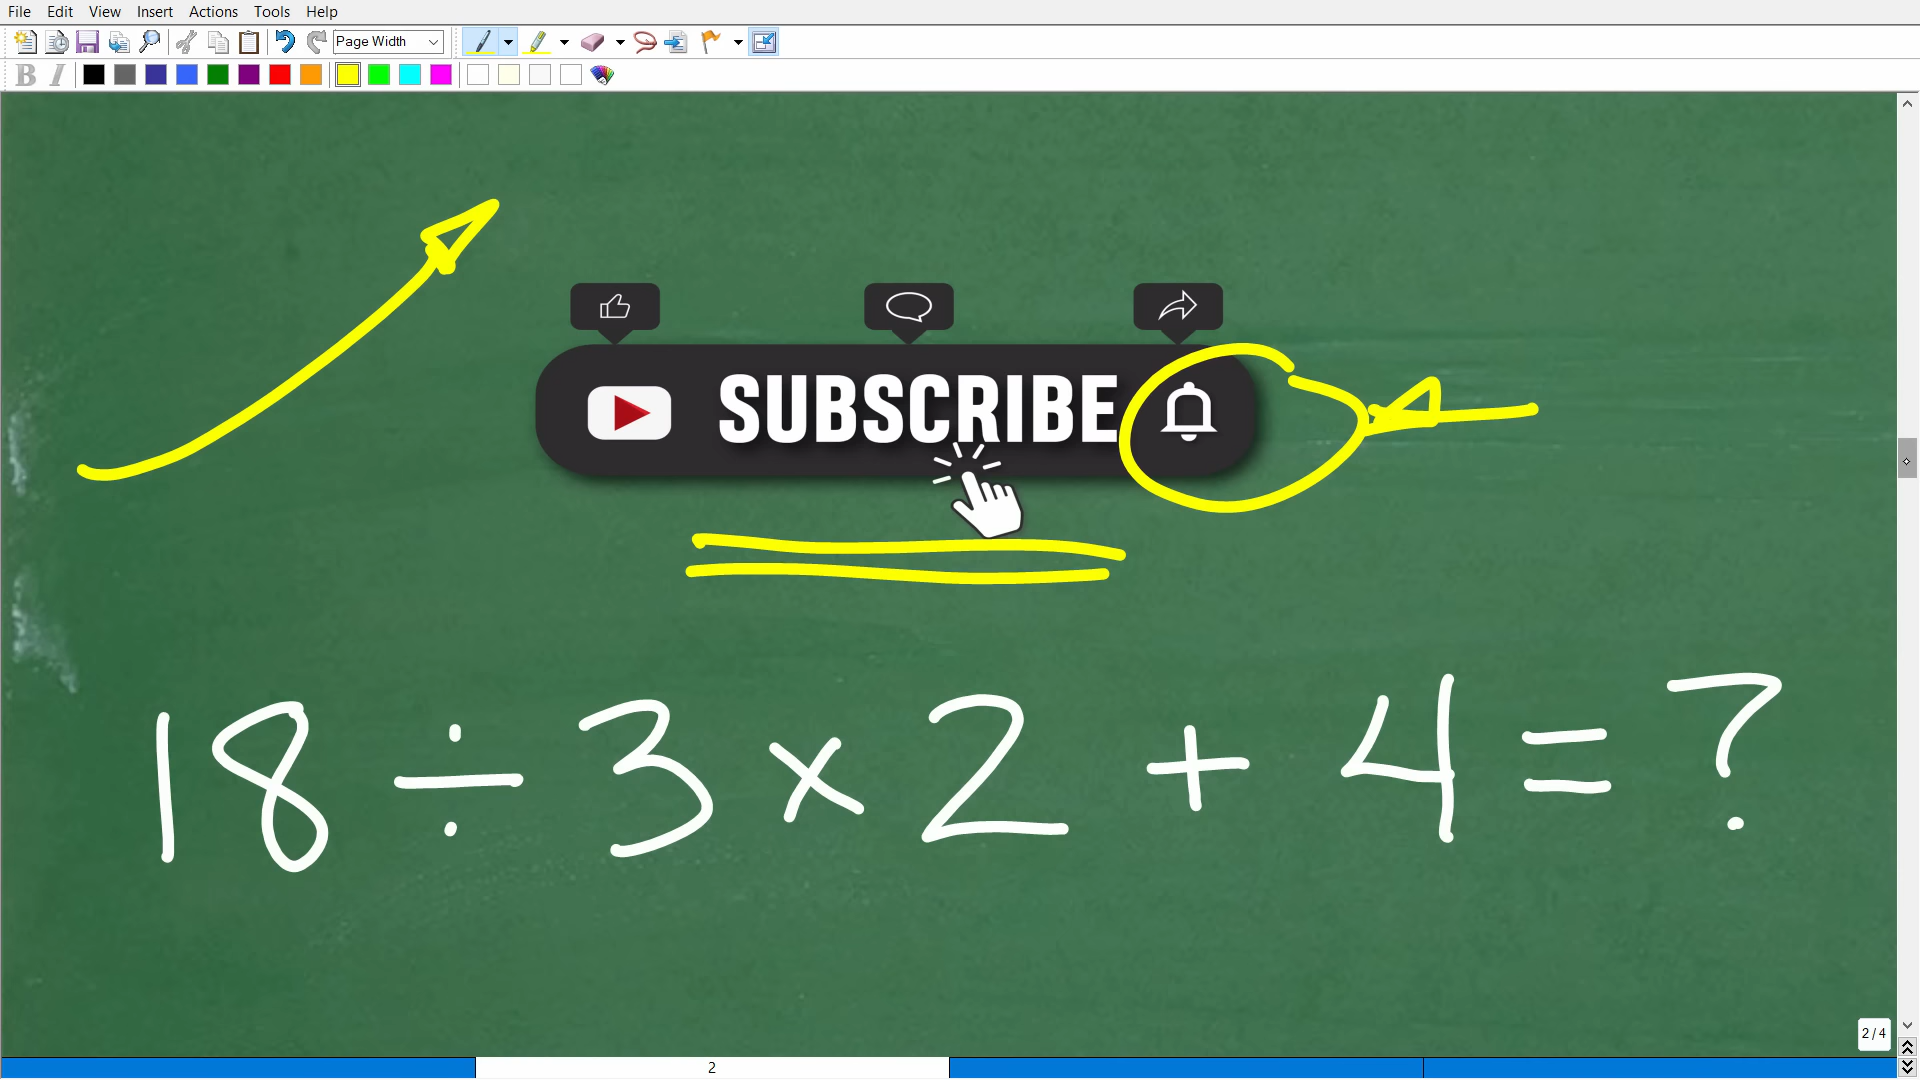 File Edit View Insert Actions Tools Help
Page Width
B I
SUBSCRIBE
18 ÷ 3 x 2 + 4 = ?
2 / 4
2